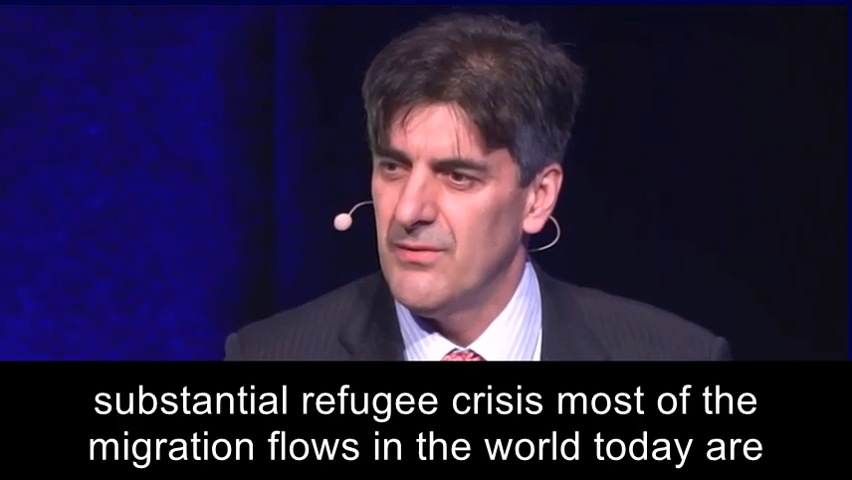 substantial refugee crisis most of the
migration flows in the world today are